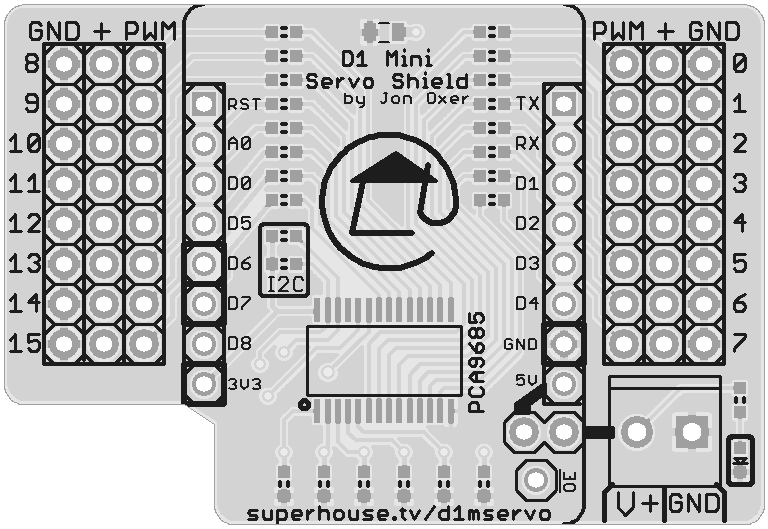 GND + PWM
PWM + GND
D1 Mini
Servo Shield
by Jon Oxer
8
9
10
11
12
13
14
15
RST
A0
D0
D5
D6
D7
D8
3V3
I2C
PCA9685
TX
RX
D1
D2
D3
D4
GND
5V
OE
0
1
2
3
4
5
6
7
V+ GND
superhouse.tv/d1mservo